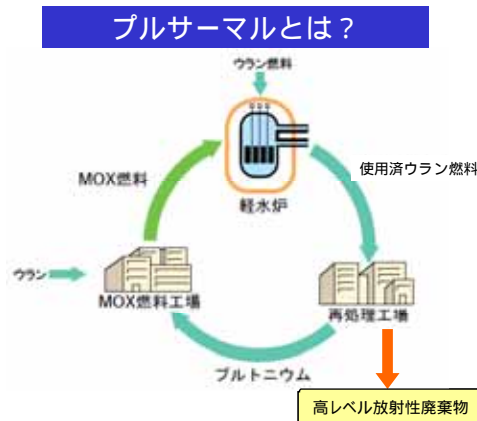 プルサーマルとは？
ウラン燃料
使用済ウラン燃料
MOX燃料
軽水炉
ウラン
MOX燃料工場
再処理工場
プルトニウム
高レベル放射性廃棄物